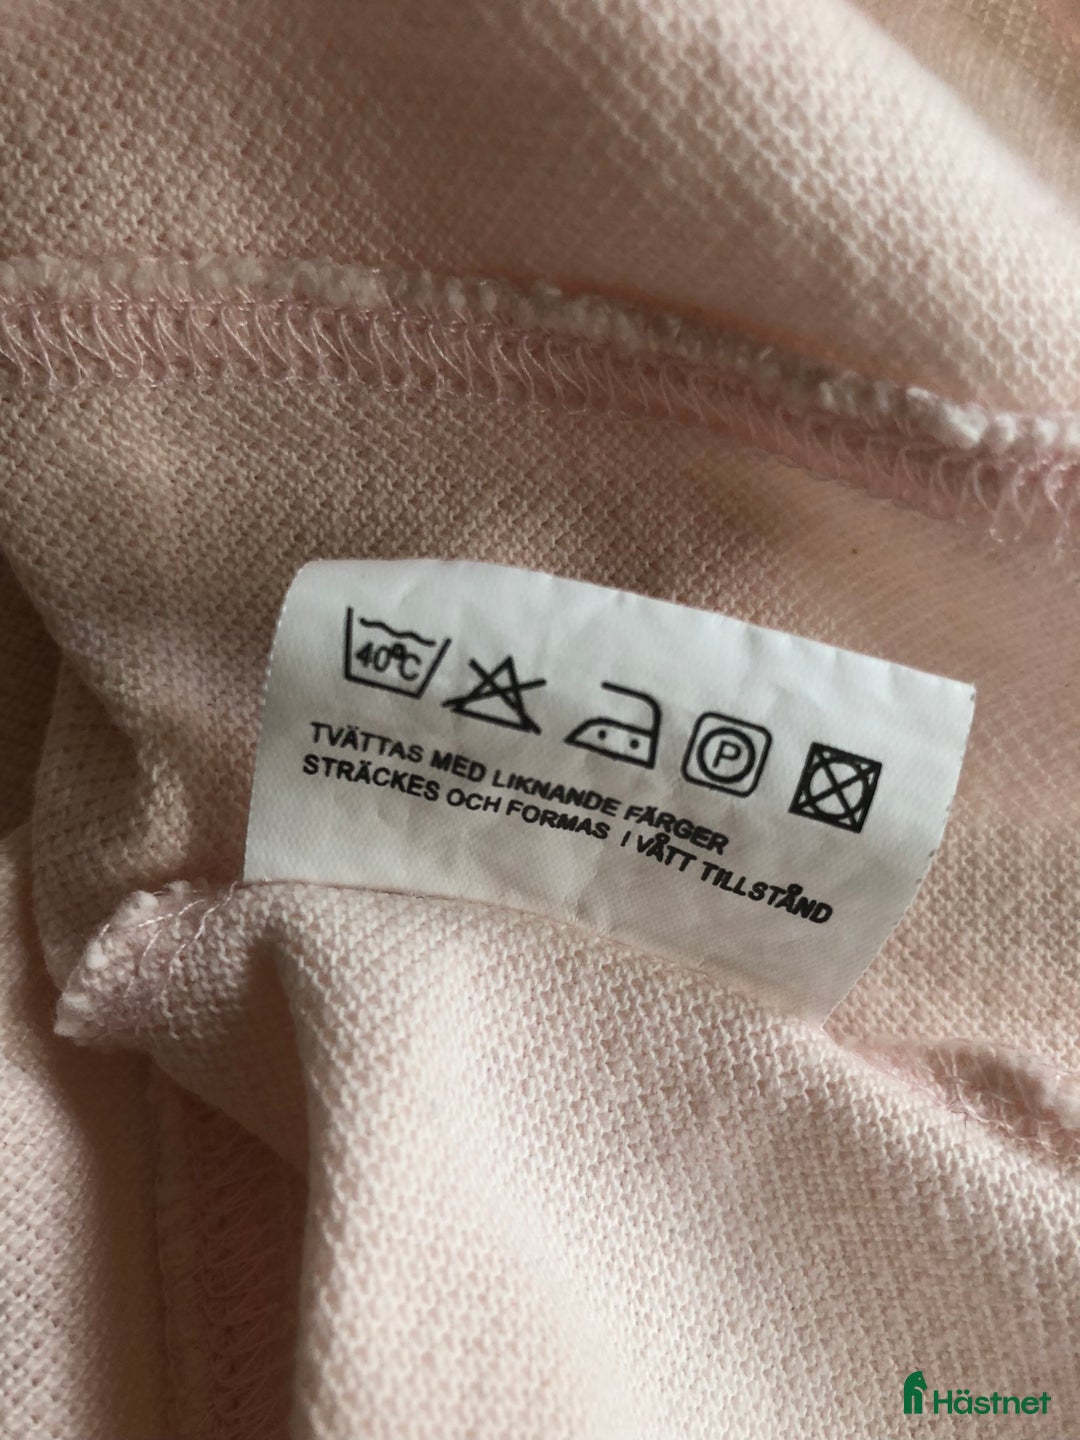 40°C
P
TVÄTTAS MED LIKNANDE FÄRGER
STRÄCKES OCH FORMAS I VÅTT TILLSTÅND
Hästnet